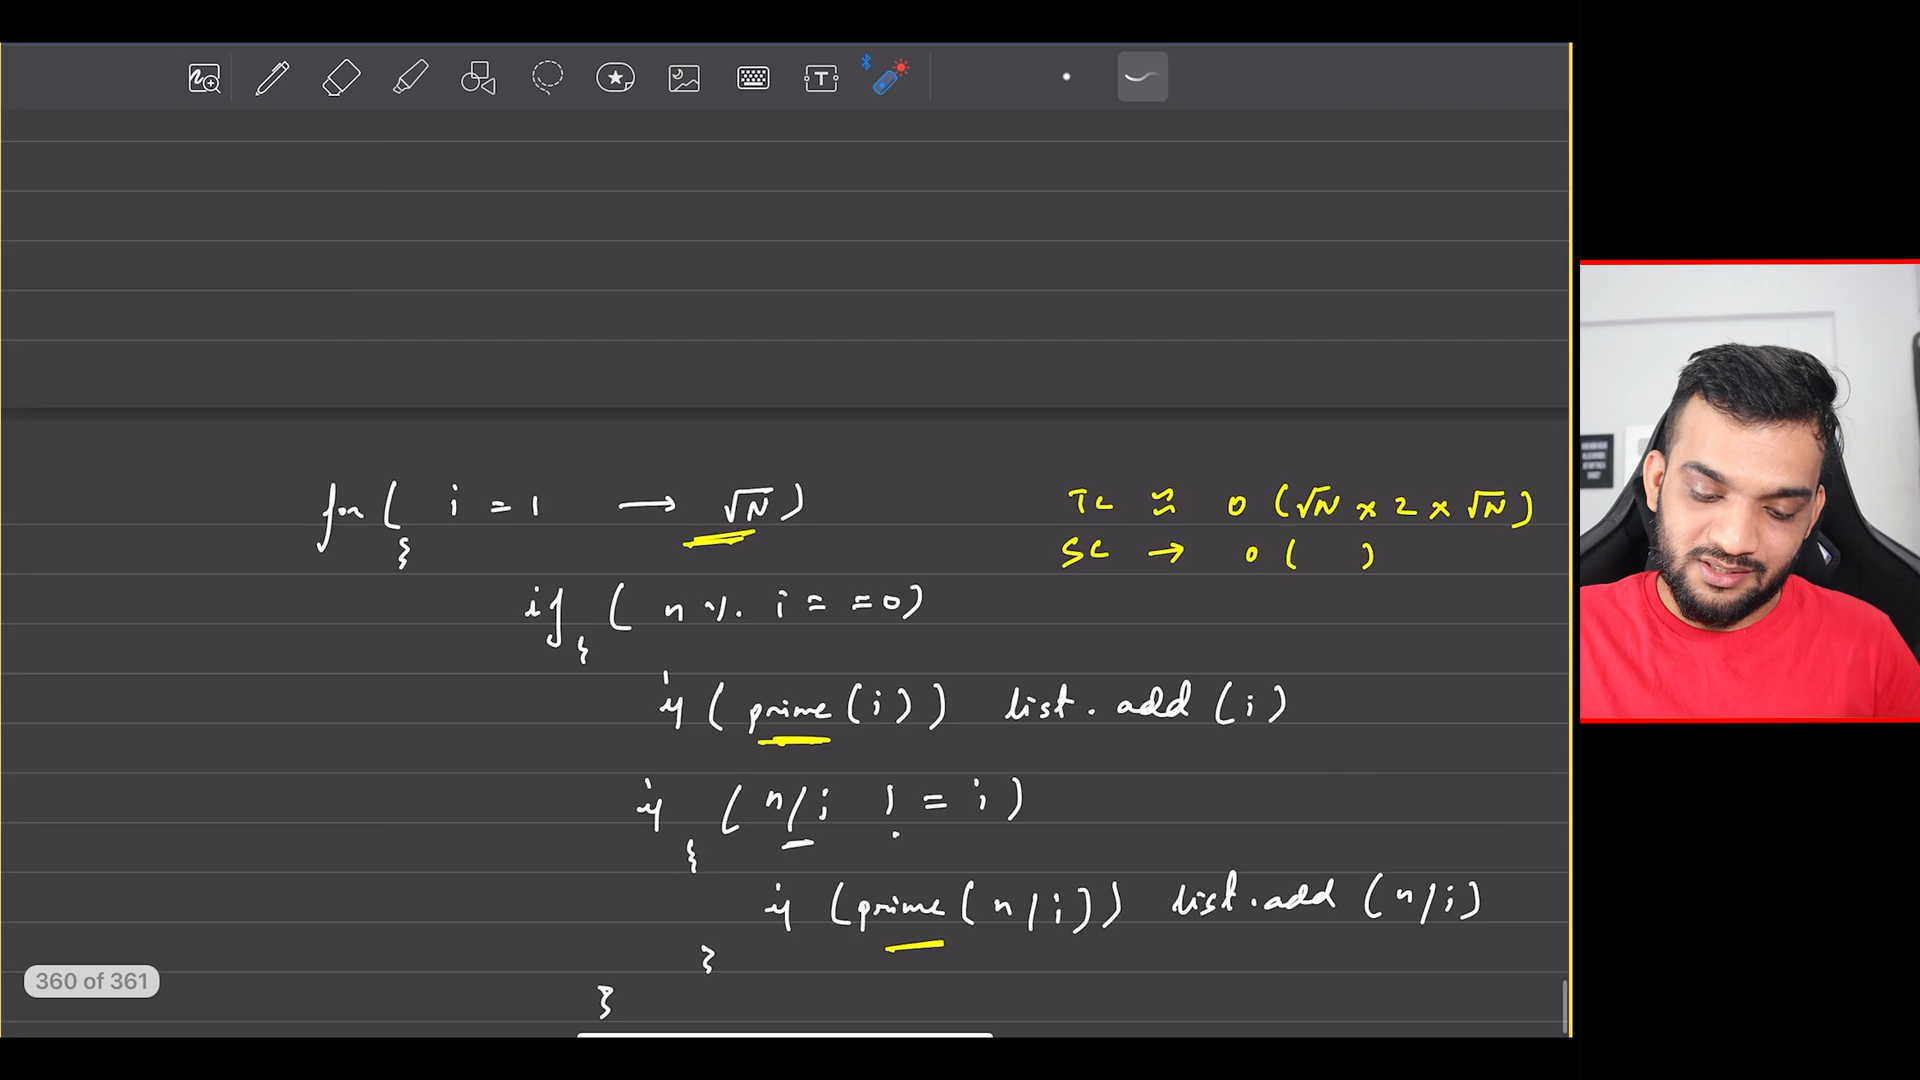 for( i = 1 → √N)
{
TC ≈ O (√N × 2 × √N)
SC → O ( )
if ( n % i == 0)
{
if ( prime(i)) list.add(i)
if ( n/i != i)
{
if (prime(n/i)) list.add(n/i)
}
}
360 of 361